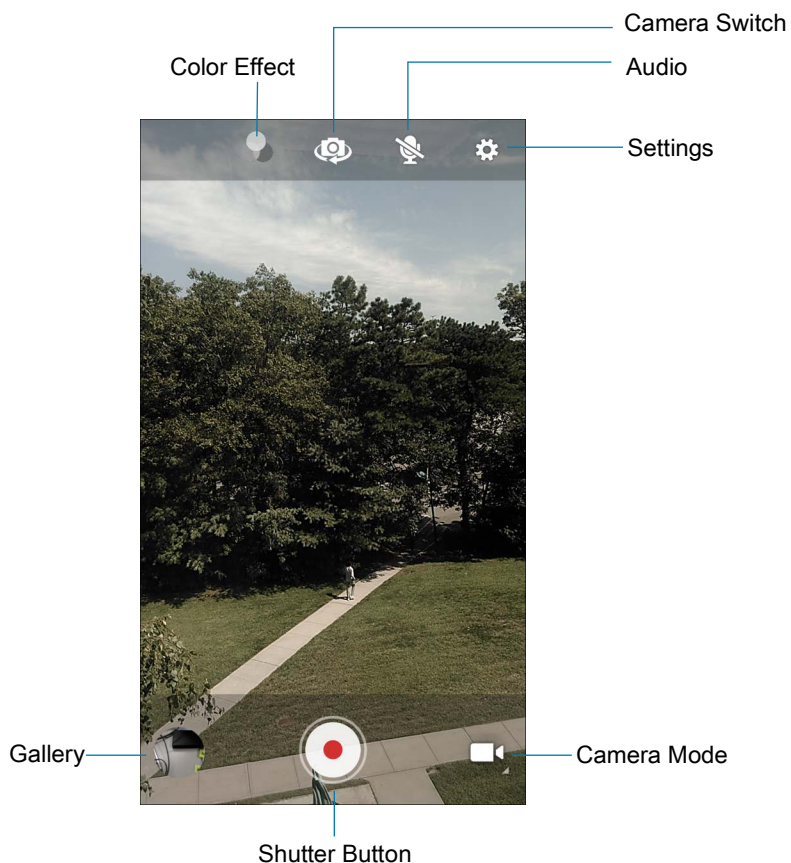 Camera Switch
Color Effect
Audio
Settings
Gallery
Camera Mode
Shutter Button